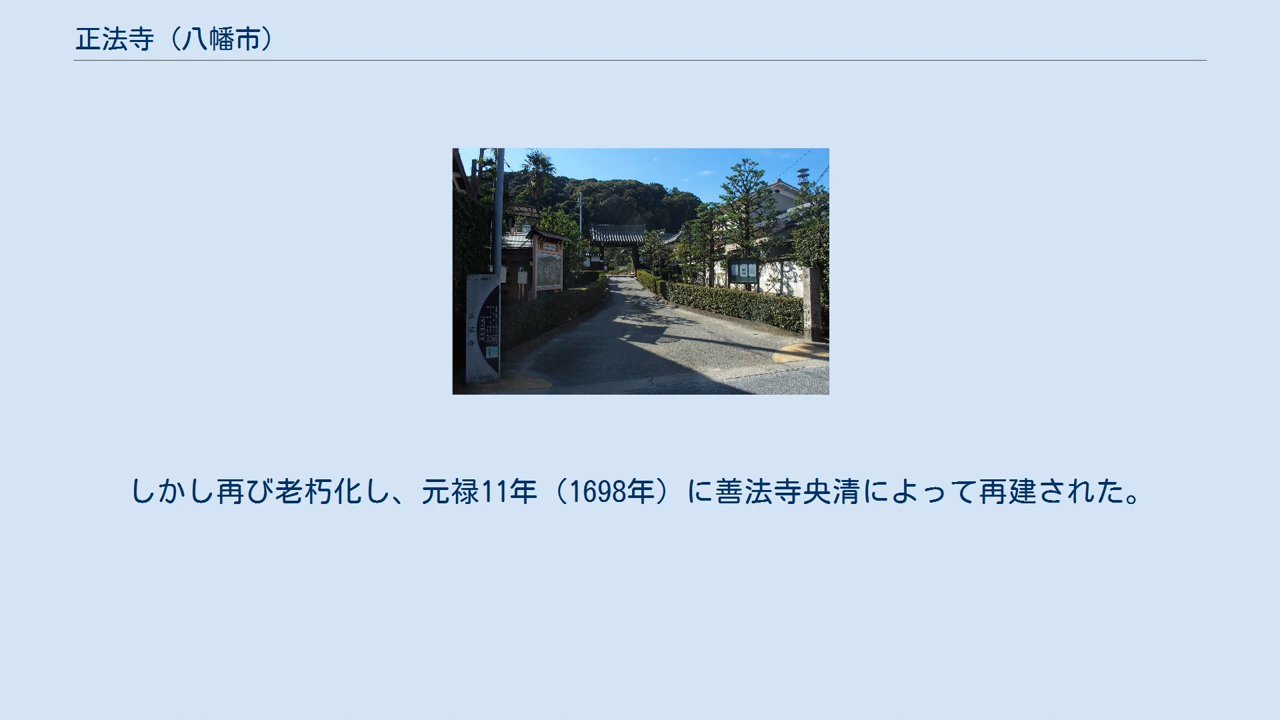 正法寺（八幡市）
しかし再び老朽化し、元禄11年（1698年）に善法寺央清によって再建された。